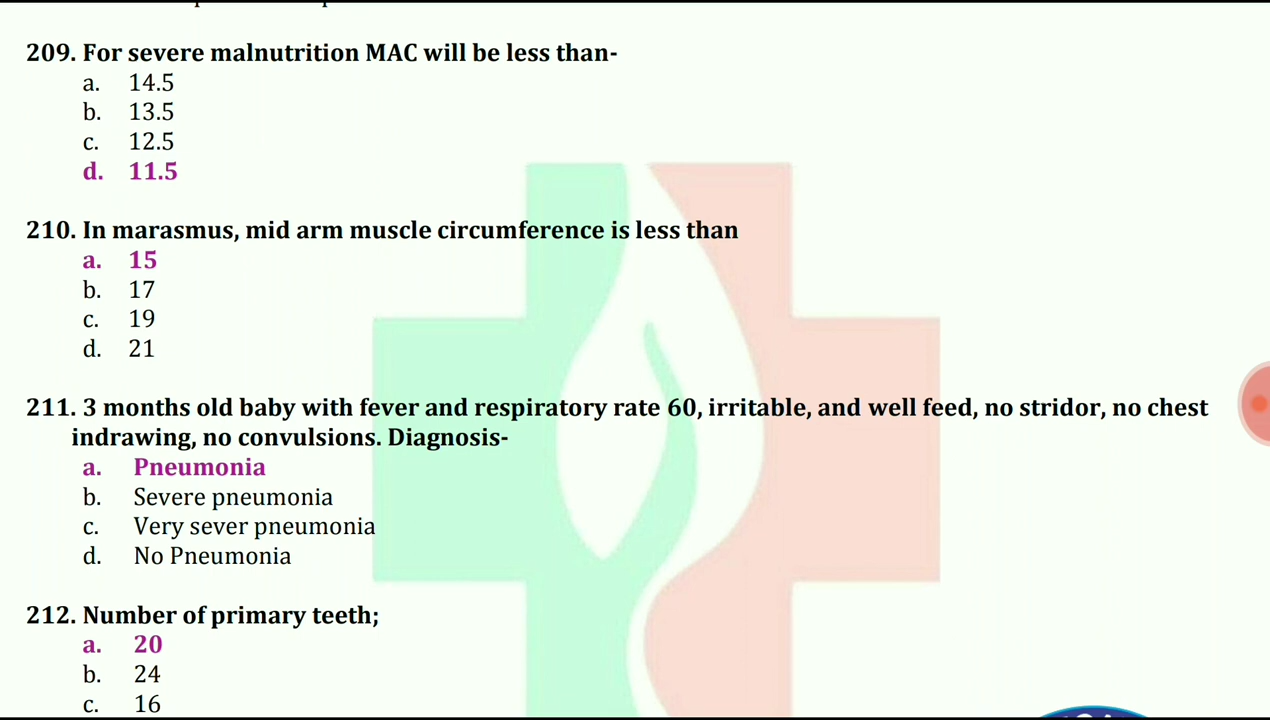 209. For severe malnutrition MAC will be less than-
a. 14.5
b. 13.5
c. 12.5
d. 11.5
210. In marasmus, mid arm muscle circumference is less than
a. 15
b. 17
c. 19
d. 21
211. 3 months old baby with fever and respiratory rate 60, irritable, and well feed, no stridor, no chest
indrawing, no convulsions. Diagnosis-
a. Pneumonia
b. Severe pneumonia
c. Very sever pneumonia
d. No Pneumonia
212. Number of primary teeth;
a. 20
b. 24
c. 16